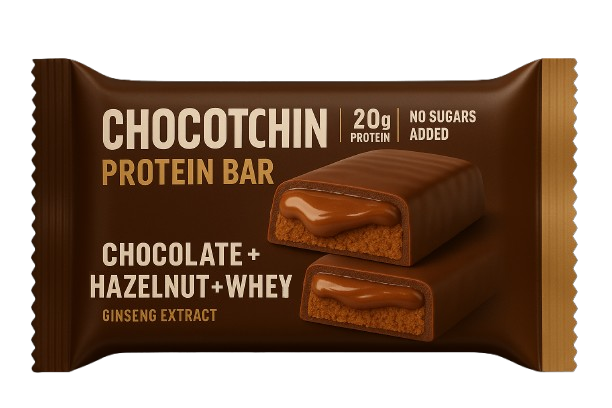 CHOCOTCHIN
PROTEIN BAR
20g
PROTEIN
NO SUGARS
ADDED
CHOCOLATE +
HAZELNUT+WHEY
GINSENG EXTRACT